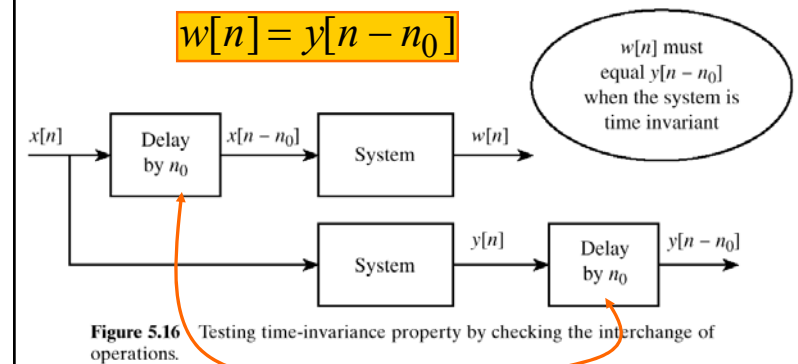 w[n] = y[n − n₀]
w[n] must
equal y[n − n₀]
when the system is
time invariant
x[n]
Delay
by n₀
x[n − n₀]
System
w[n]
System
y[n]
Delay
by n₀
y[n − n₀]
Figure 5.16 Testing time-invariance property by checking the interchange of
operations.